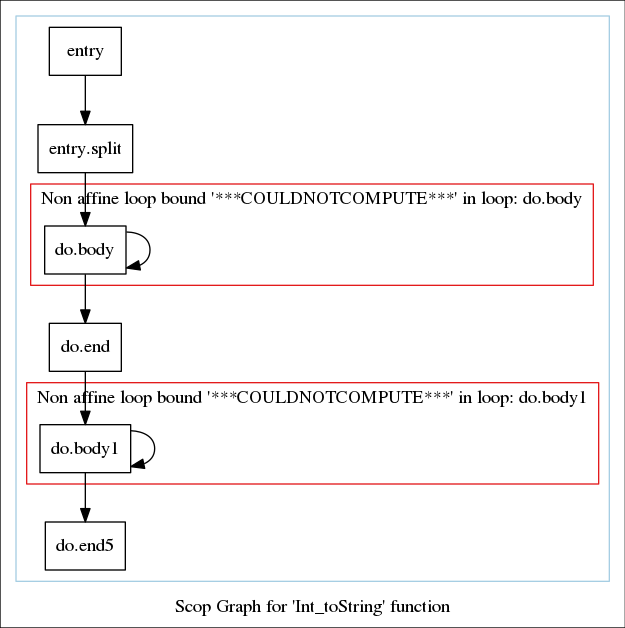 entry
entry.split
Non affine loop bound '***COULDNOTCOMPUTE***' in loop: do.body
do.body
do.end
Non affine loop bound '***COULDNOTCOMPUTE***' in loop: do.body1
do.body1
do.end5
Scop Graph for 'Int_toString' function